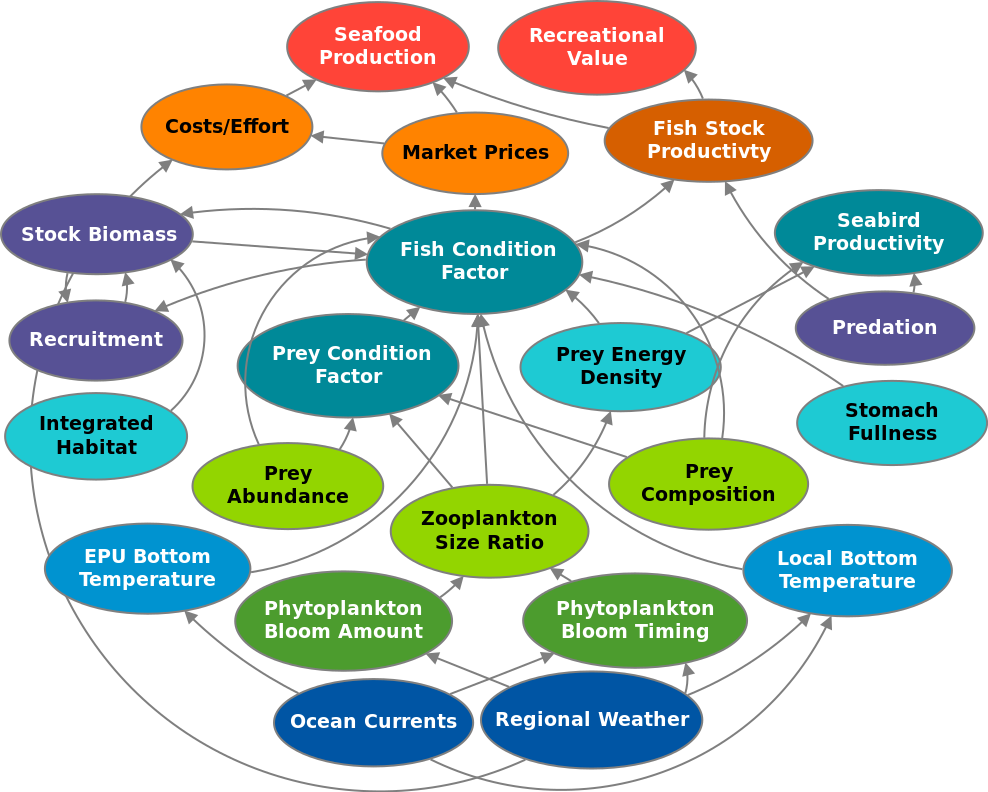 Seafood
Production
Recreational
Value
Costs/Effort
Market Prices
Fish Stock
Productivty
Stock Biomass
Fish Condition
Factor
Seabird
Productivity
Recruitment
Prey Condition
Factor
Prey Energy
Density
Predation
Integrated
Habitat
Stomach
Fullness
Prey
Abundance
Prey
Composition
Zooplankton
Size Ratio
EPU Bottom
Temperature
Local Bottom
Temperature
Phytoplankton
Bloom Amount
Phytoplankton
Bloom Timing
Ocean Currents
Regional Weather